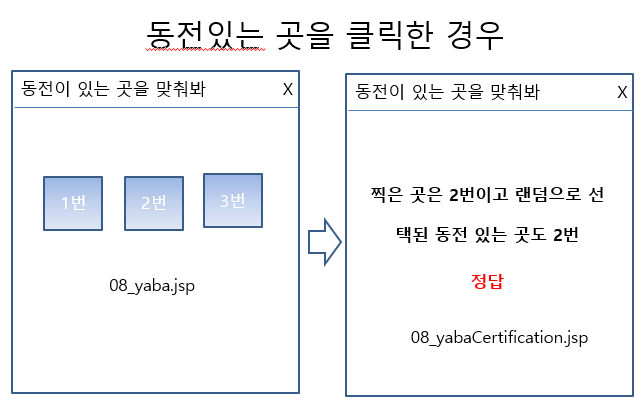 동전있는 곳을 클릭한 경우
동전이 있는 곳을 맞춰봐 X
1번 2번 3번
08_yaba.jsp
동전이 있는 곳을 맞춰봐 X
찍은 곳은 2번이고 랜덤으로 선
택된 동전 있는 곳도 2번
정답
08_yabaCertification.jsp